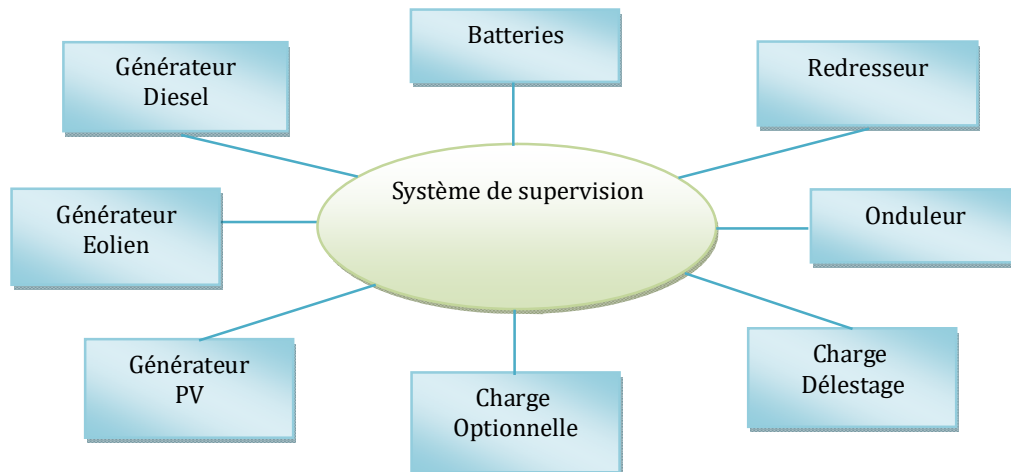 Batteries
Générateur
Diesel
Redresseur
Système de supervision
Générateur
Eolien
Onduleur
Générateur
PV
Charge
Optionnelle
Charge
Délestage